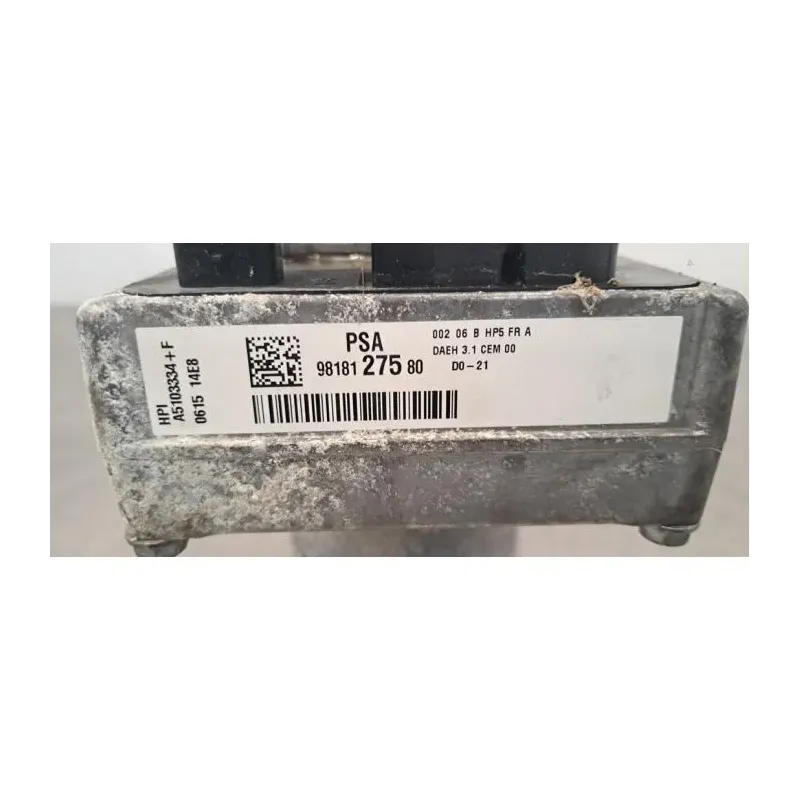 HPI
A5103334+F
0615 14E8
PSA
98181 275 80
002 06 B HP5 FR A
DAEH 3.1 CEM 00
D0-21